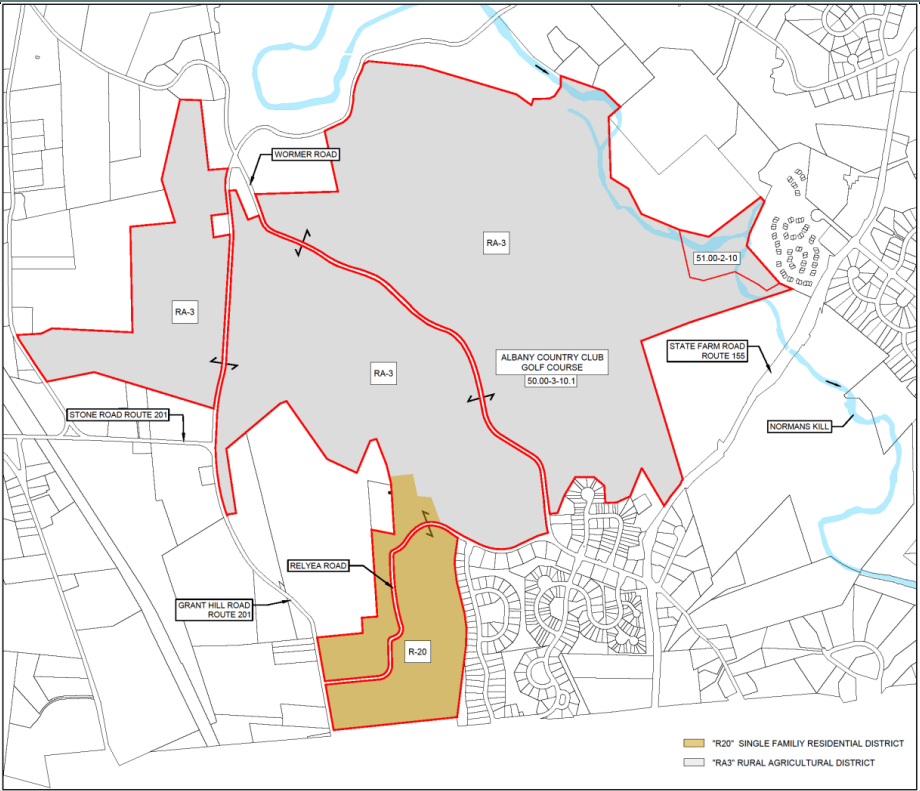 WORMER ROAD
RA-3
51.00-2-10
RA-3
STATE FARM ROAD
ROUTE 155
ALBANY COUNTRY CLUB
GOLF COURSE
50.00-3-10.1
RA-3
STONE ROAD ROUTE 201
NORMANS KILL
RELYEA ROAD
GRANT HILL ROAD
ROUTE 201
R-20
"R20" SINGLE FAMILIY RESIDENTIAL DISTRICT
"RA3" RURAL AGRICULTURAL DISTRICT